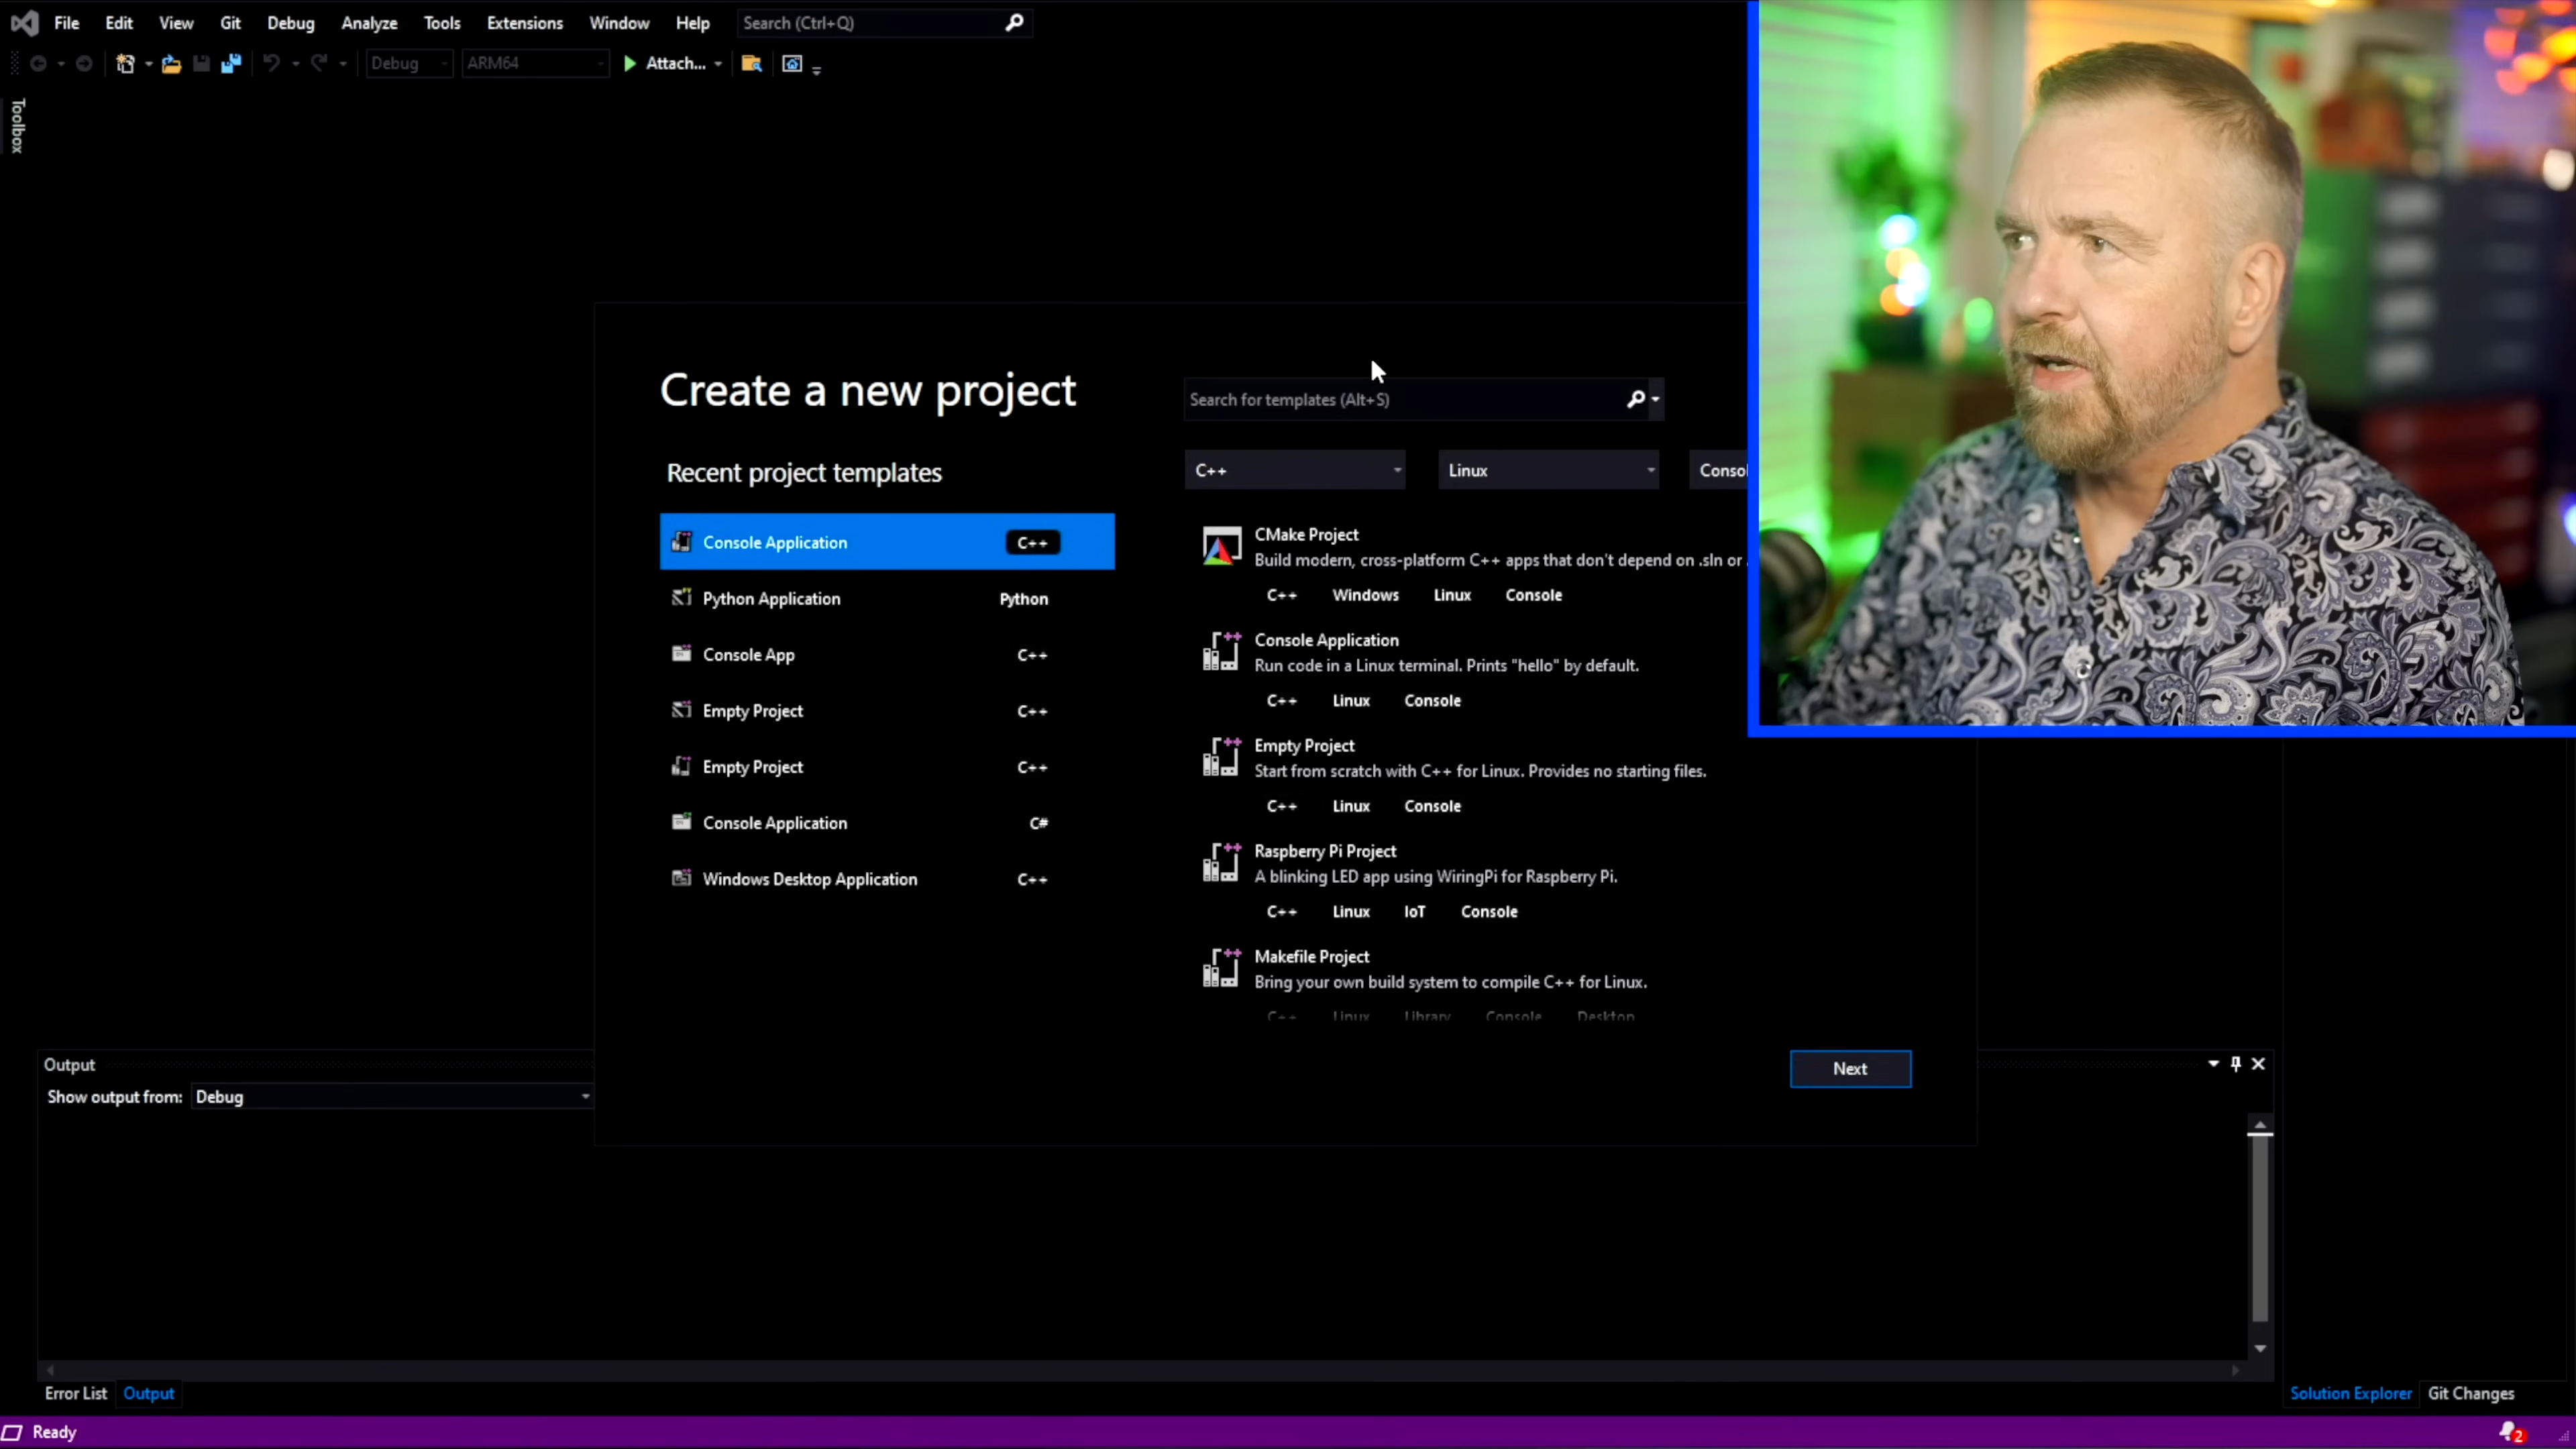 File Edit View Git Debug Analyze Tools Extensions Window Help Search (Ctrl+Q)
Debug ARM64 Attach...
Toolbox
Create a new project
Search for templates (Alt+S)
Recent project templates
C++ Linux Consol
Console Application C++
Python Application Python
Console App C++
Empty Project C++
Empty Project C++
Console Application C#
Windows Desktop Application C++
CMake Project
Build modern, cross-platform C++ apps that don't depend on .sln or .
C++ Windows Linux Console
Console Application
Run code in a Linux terminal. Prints "hello" by default.
C++ Linux Console
Empty Project
Start from scratch with C++ for Linux. Provides no starting files.
C++ Linux Console
Raspberry Pi Project
A blinking LED app using WiringPi for Raspberry Pi.
C++ Linux IoT Console
Makefile Project
Bring your own build system to compile C++ for Linux.
C++ Linux Library Console Desktop
Next
Output
Show output from: Debug
Error List Output
Solution Explorer Git Changes
Ready
2